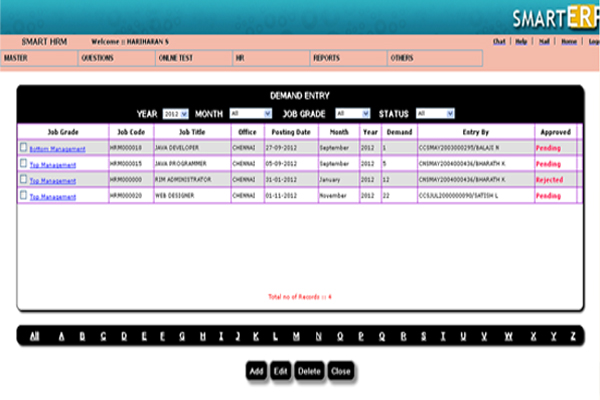 SMARTERP
SMART HRM Welcome :: HARIHARAN S Chat | Help | Mail | Home |
MASTER QUESTIONS ONLINE TEST HR REPORTS OTHERS
DEMAND ENTRY
YEAR 2012 MONTH All JOB GRADE All STATUS All
Job Grade Job Code Job Title Office Posting Date Month Year Demand Entry By Approved
Bottom Management HRM000018 JAVA DEVELOPER CHENNAI 27-09-2012 September 2012 1 CCSMAY2003000295/BALAJI R Pending
Top Management HRM000015 JAVA PROGRAMMER CHENNAI 05-09-2012 September 2012 5 CNSMAY2004000436/BHARATH K Pending
Top Management HRM000000 RIM ADMINISTRATOR CHENNAI 31-01-2012 January 2012 12 CNSMAY2004000436/BHARATH K Rejected
Top Management HRM000020 WEB DESIGNER CHENNAI 01-11-2012 November 2012 22 CCSJUL2000000090/SATISH L Pending
Total no of Records :: 4
All A B C D E F G H I J K L M N O P Q R S T U V W X Y Z
Add Edit Delete Close